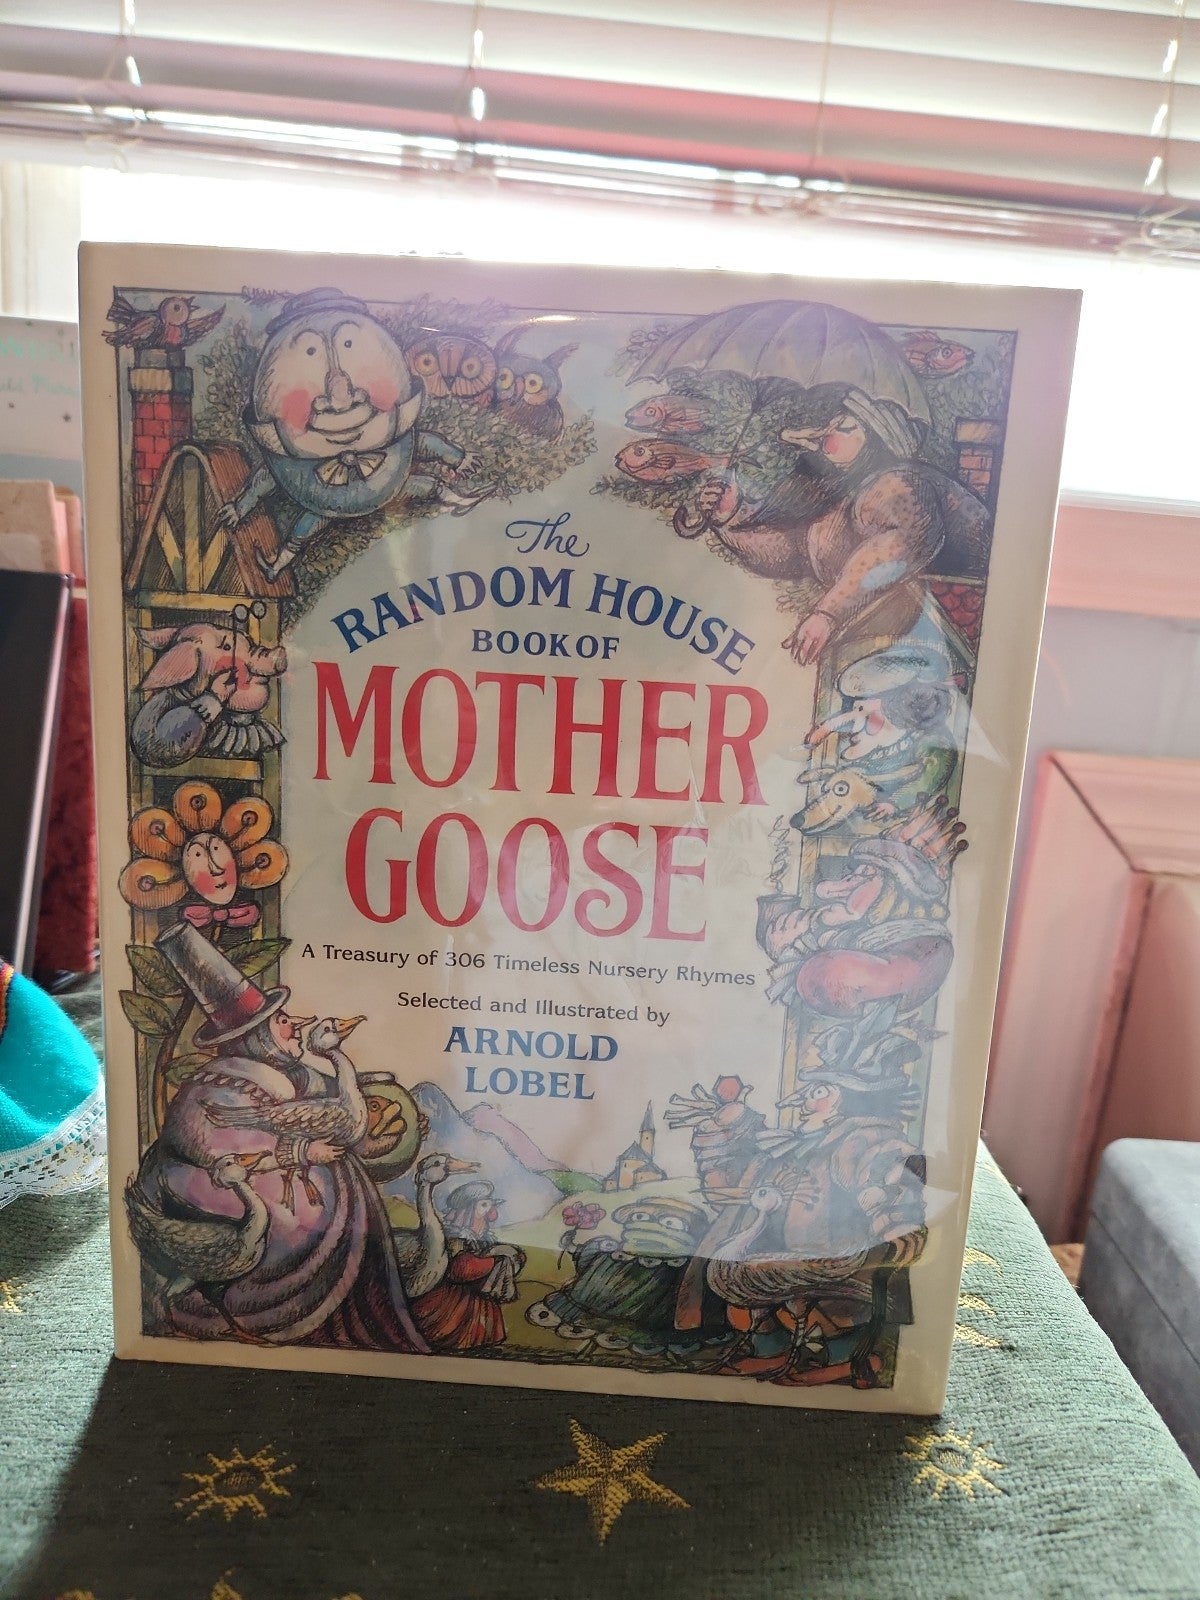 The
RANDOM HOUSE
BOOK OF
MOTHER
GOOSE
A Treasury of 306 Timeless Nursery Rhymes
Selected and Illustrated by
ARNOLD
LOBEL